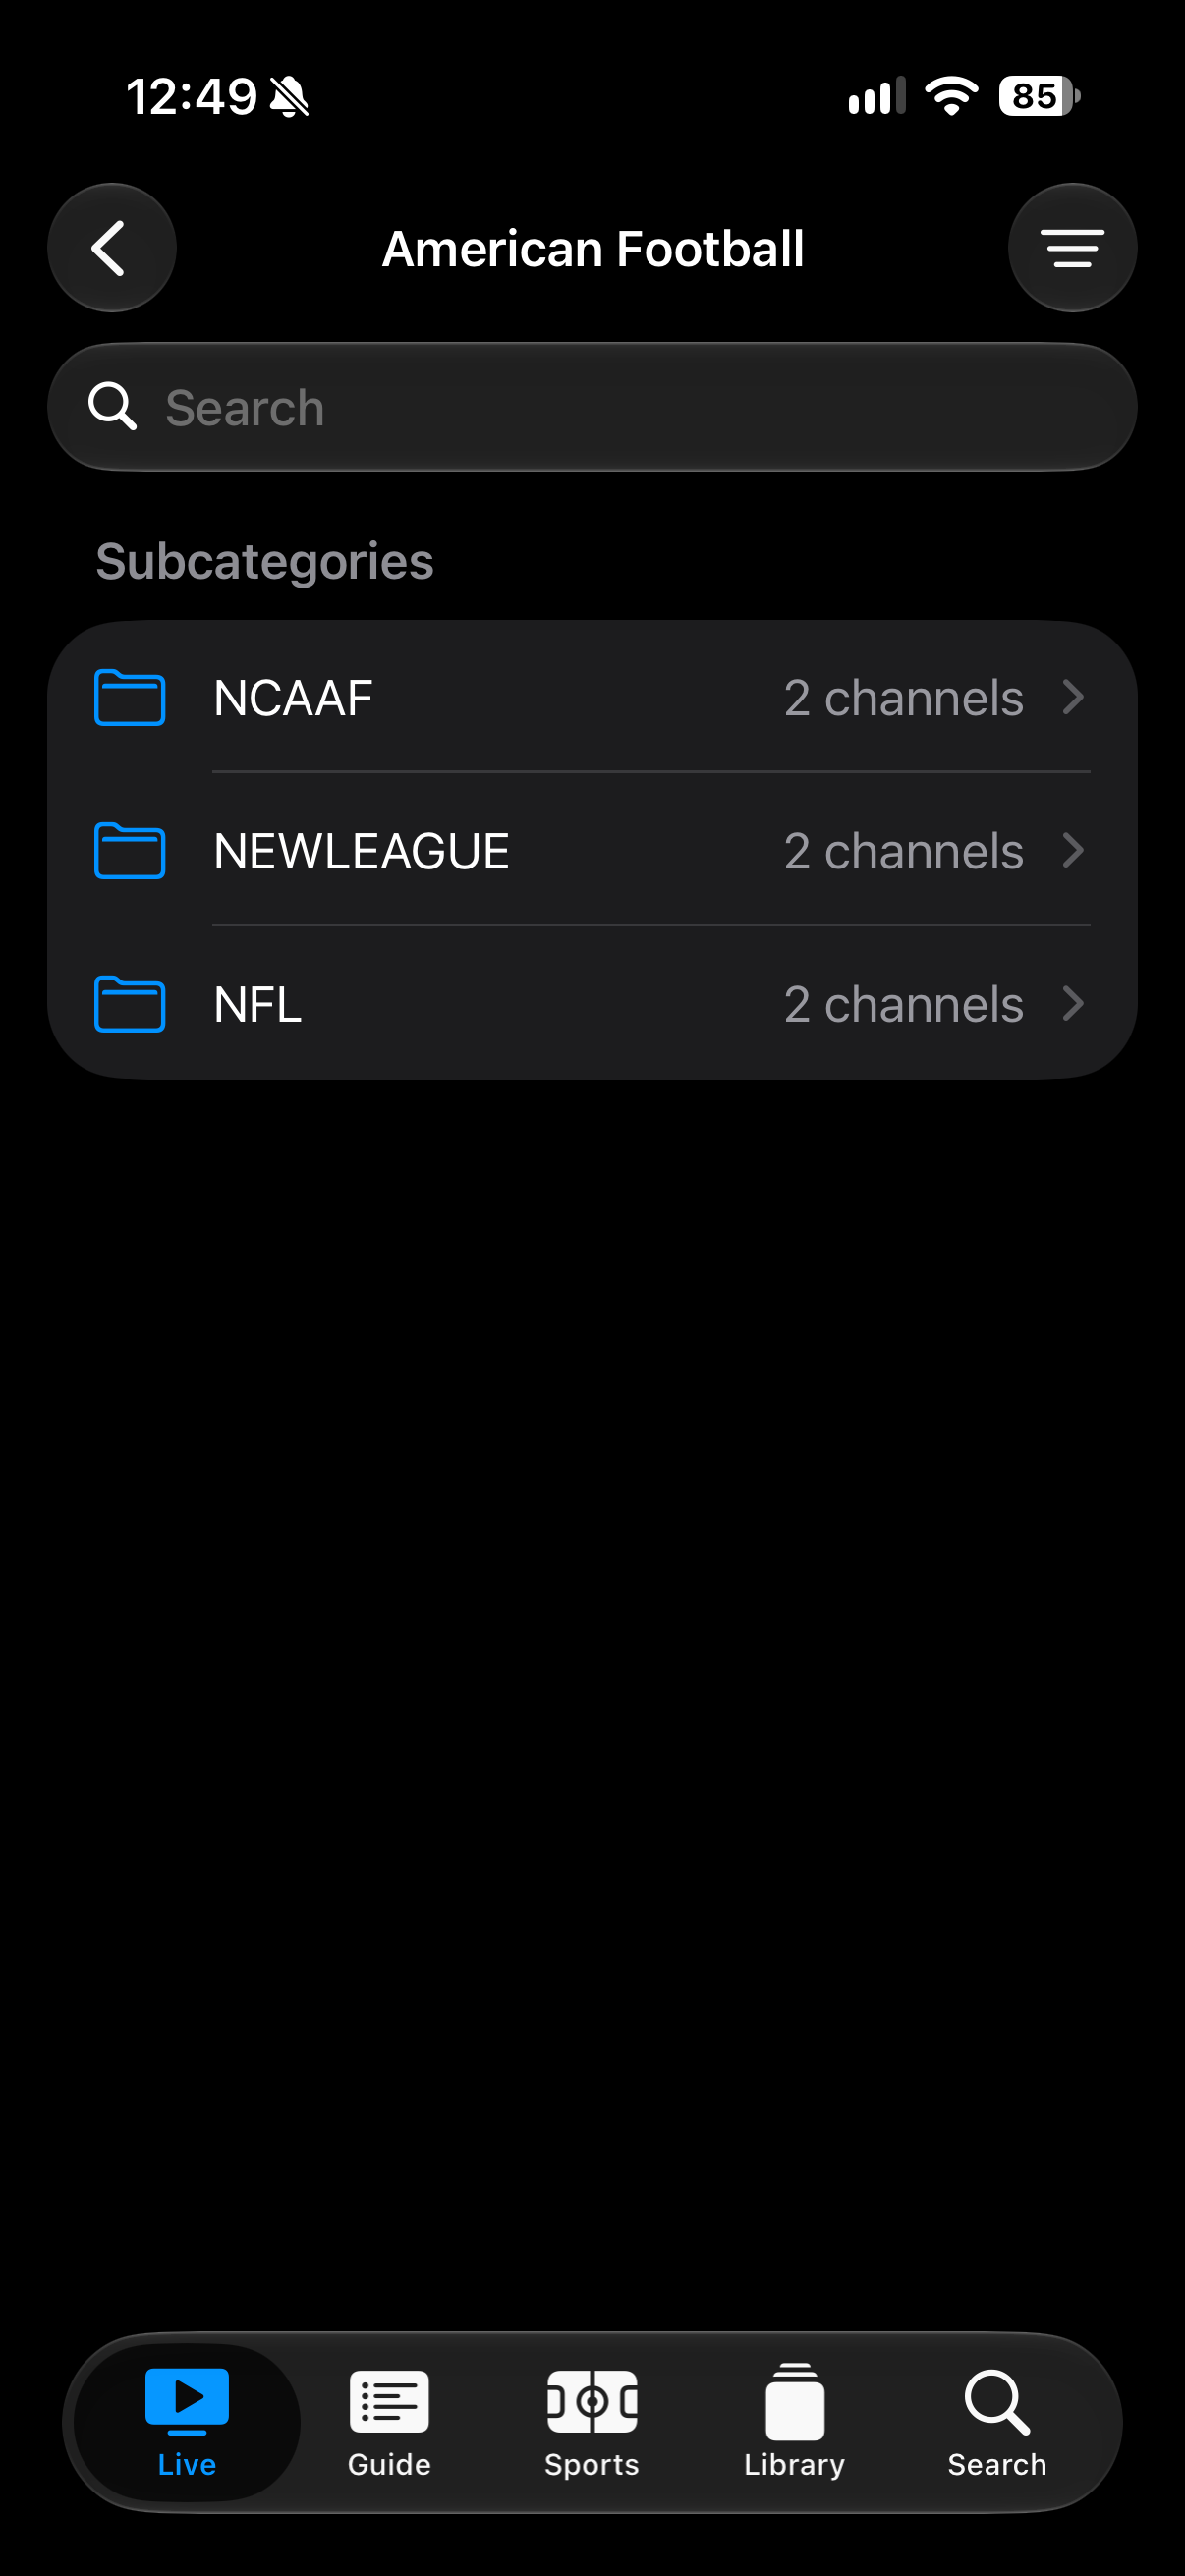 12:49
85
American Football
Search
Subcategories
NCAAF 2 channels
NEWLEAGUE 2 channels
NFL 2 channels
Live Guide Sports Library Search